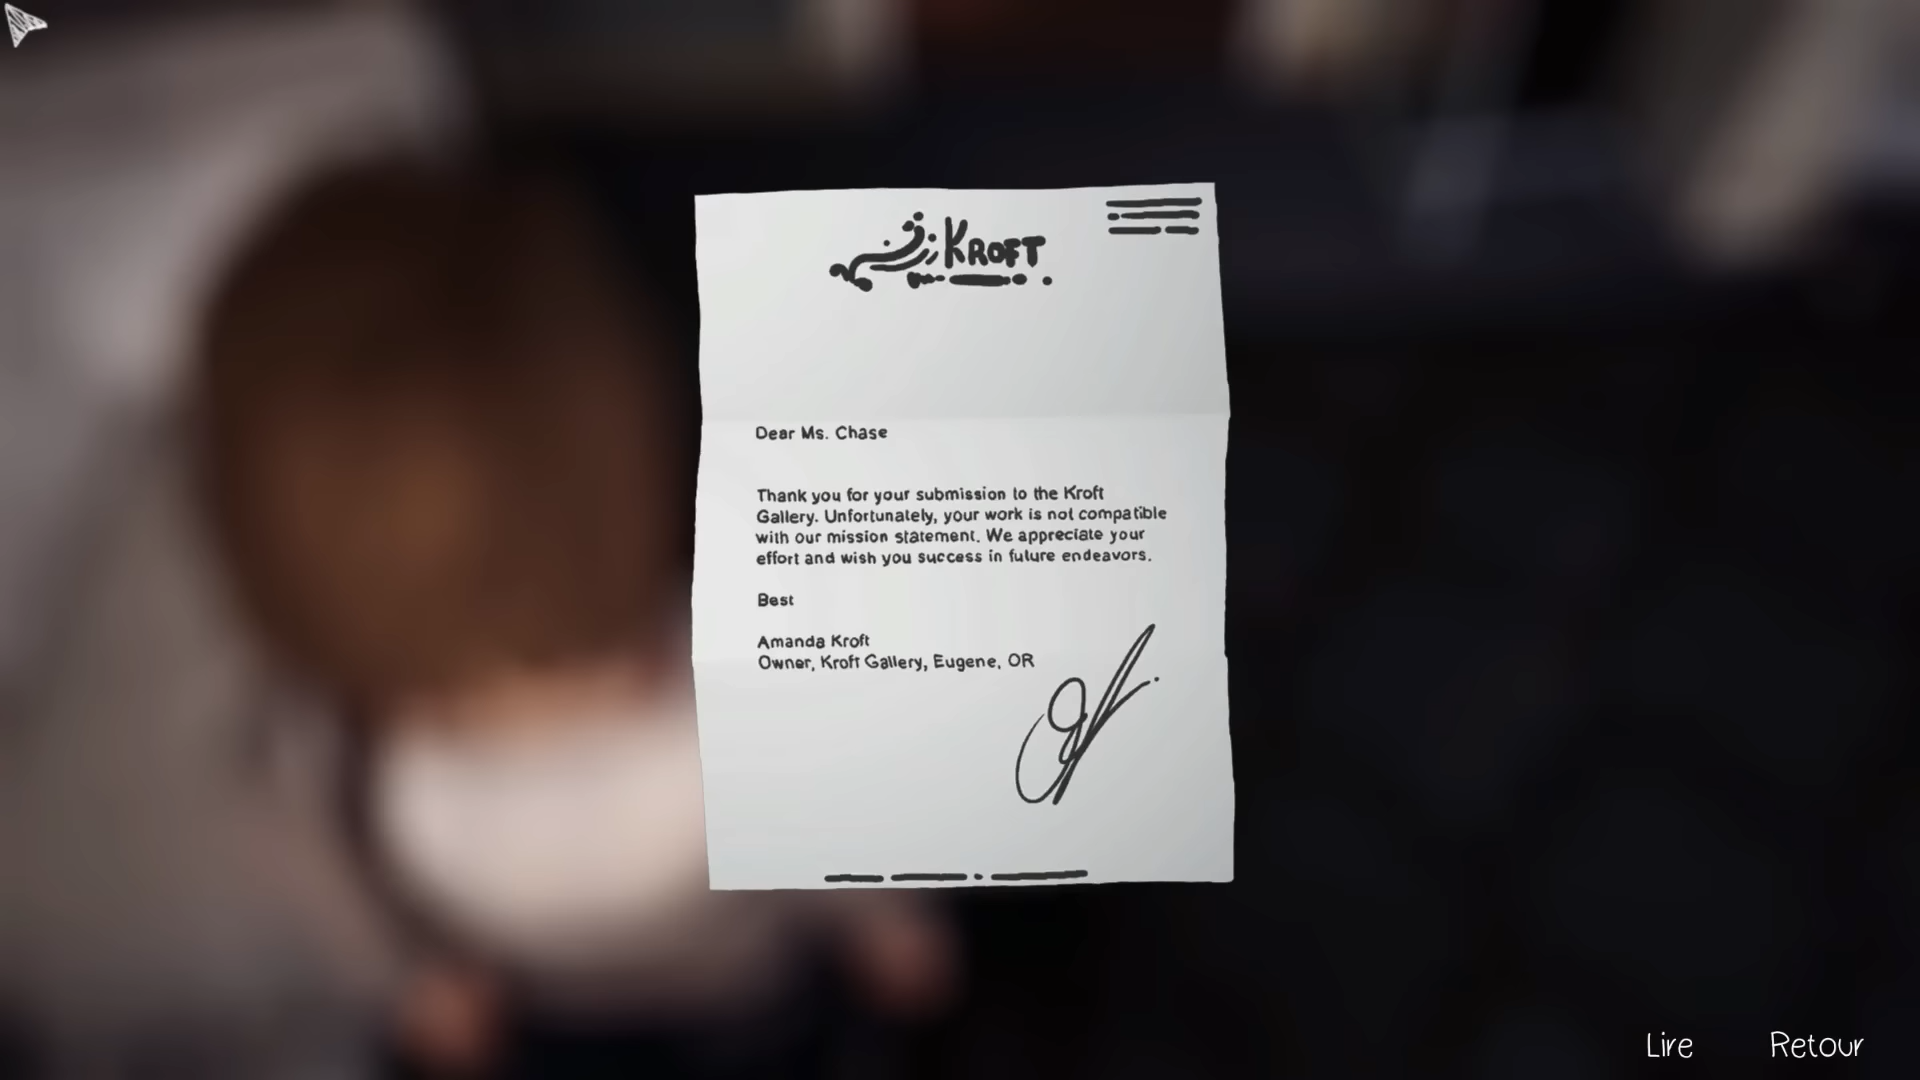 KROFT
Dear Ms. Chase
Thank you for your submission to the Kroft
Gallery. Unfortunately, your work is not compatible
with our mission statement. We appreciate your
effort and wish you success in future endeavors.
Best
Amanda Kroft
Owner, Kroft Gallery, Eugene, OR
Lire
Retour